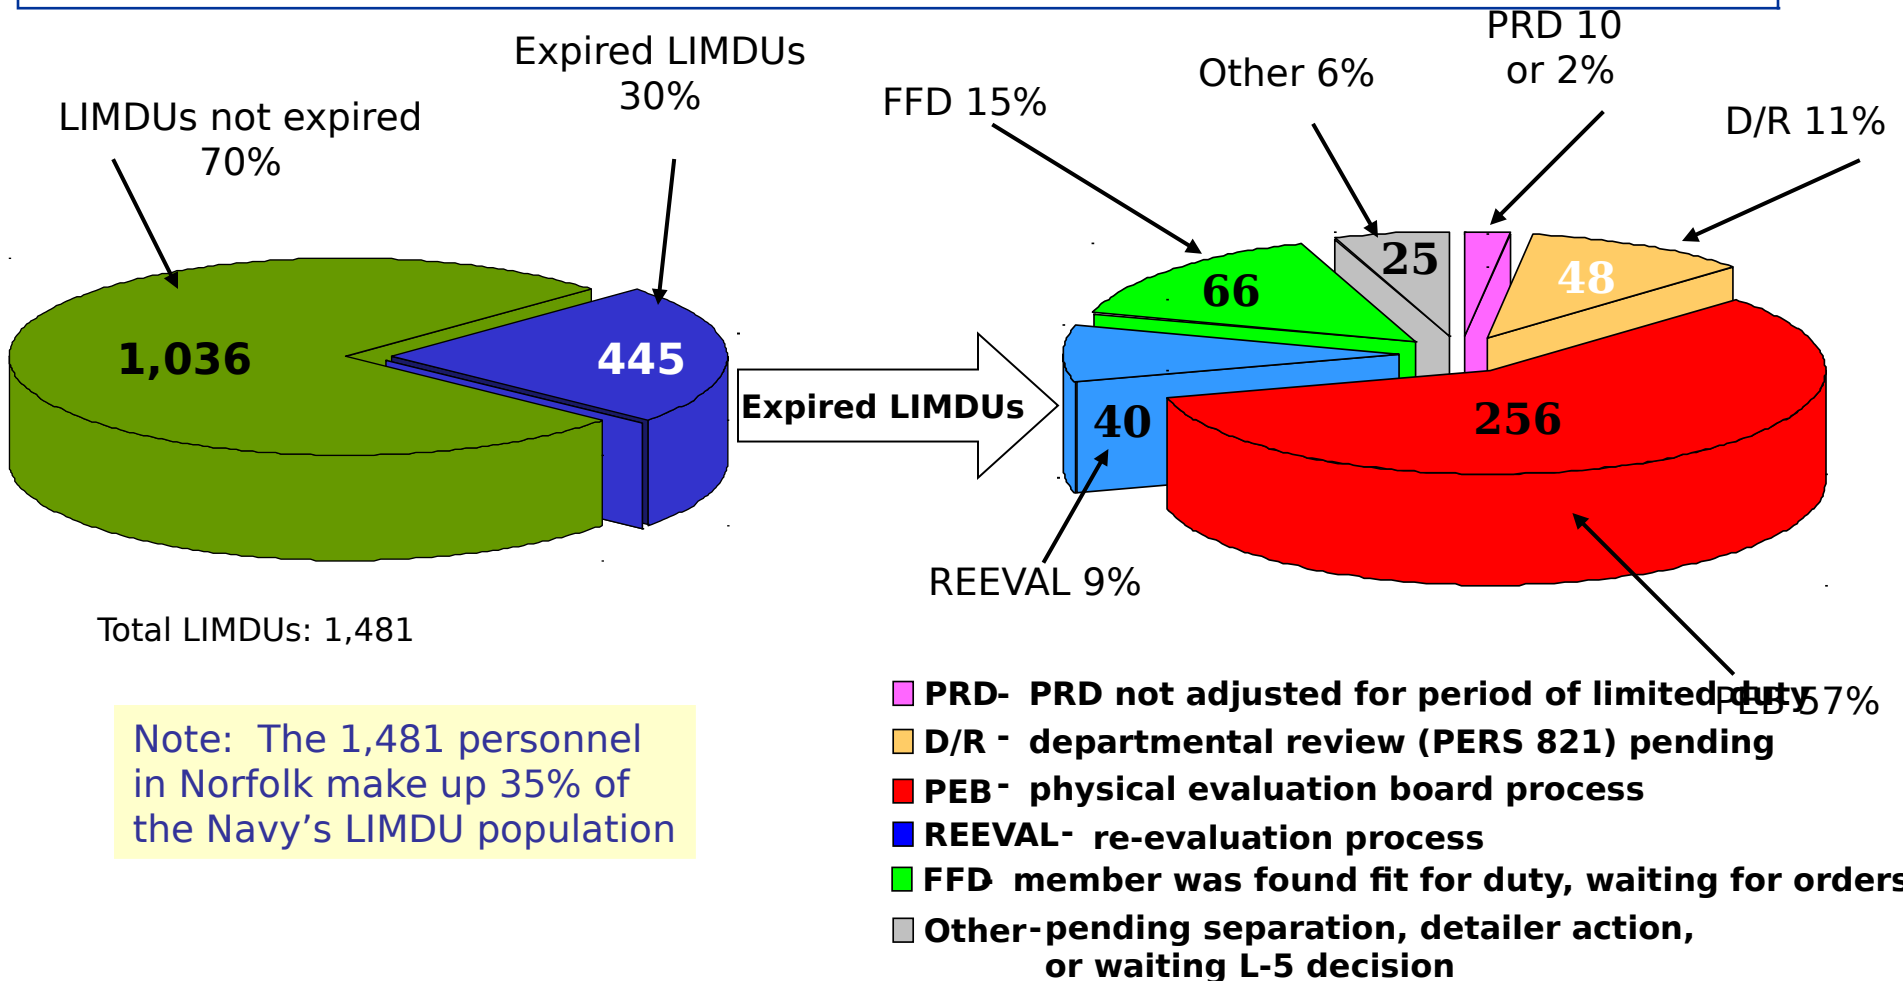 Expired LIMDUs
30%
LIMDUs not expired
70%
FFD 15%
Other 6%
PRD 10
or 2%
D/R 11%
1,036
445
Expired LIMDUs
66
25
48
40
256
REEVAL 9%
PEB 57%
Total LIMDUs: 1,481
Note:  The 1,481 personnel
in Norfolk make up 35% of
the Navy’s LIMDU population
PRD-  PRD not adjusted for period of limited duty
D/R -  departmental review (PERS 821) pending
PEB -  physical evaluation board process
REEVAL-  re-evaluation process
FFD-  member was found fit for duty, waiting for orders
Other-pending separation, detailer action,
or waiting L-5 decision